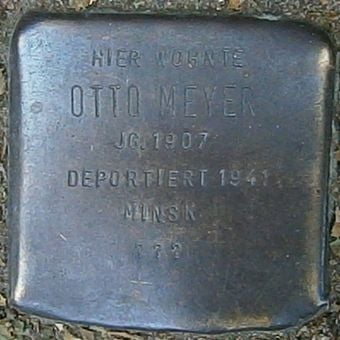 HIER WOHNTE
OTTO MEYER
JG. 1907
DEPORTIERT 1941
MINSK
???